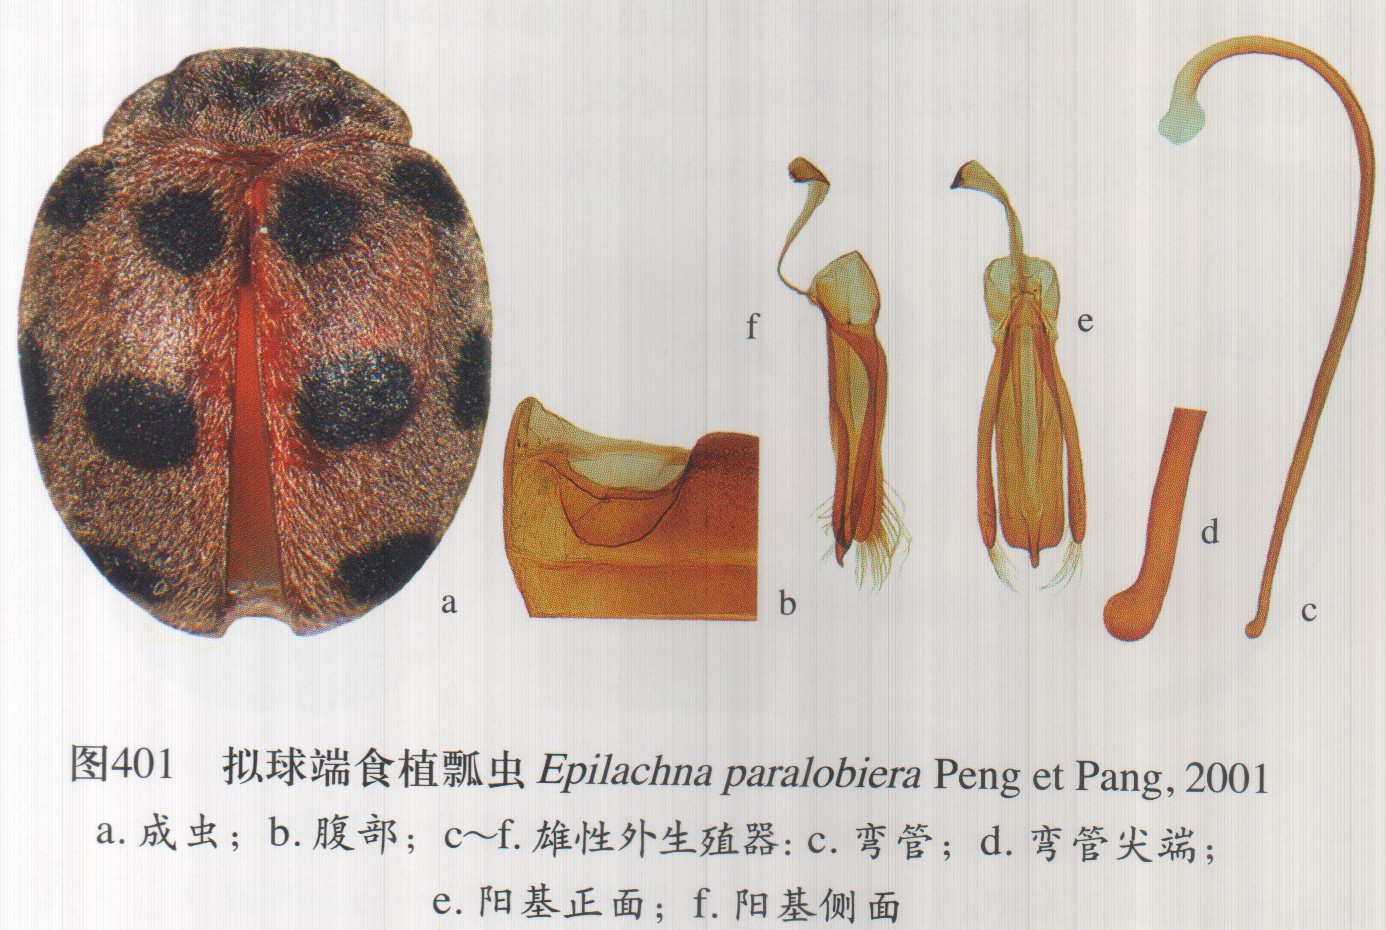 f
e
d
a
b
c
图401 拟球端食植瓢虫 Epilachna paralobiera Peng et Pang, 2001
a. 成虫；b. 腹部；c～f. 雄性外生殖器: c. 弯管；d. 弯管尖端；
e. 阳基正面；f. 阳基侧面